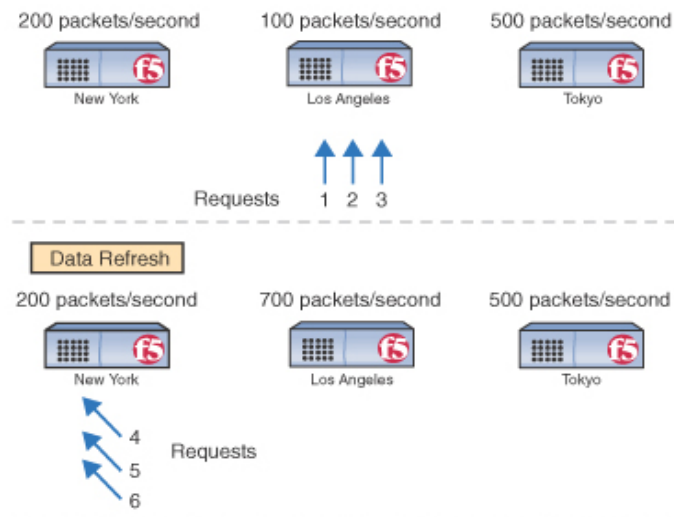 200 packets/second 100 packets/second 500 packets/second
f5 f5 f5
New York Los Angeles Tokyo
Requests 1 2 3
Data Refresh
200 packets/second 700 packets/second 500 packets/second
f5 f5 f5
New York Los Angeles Tokyo
4
Requests
5
6